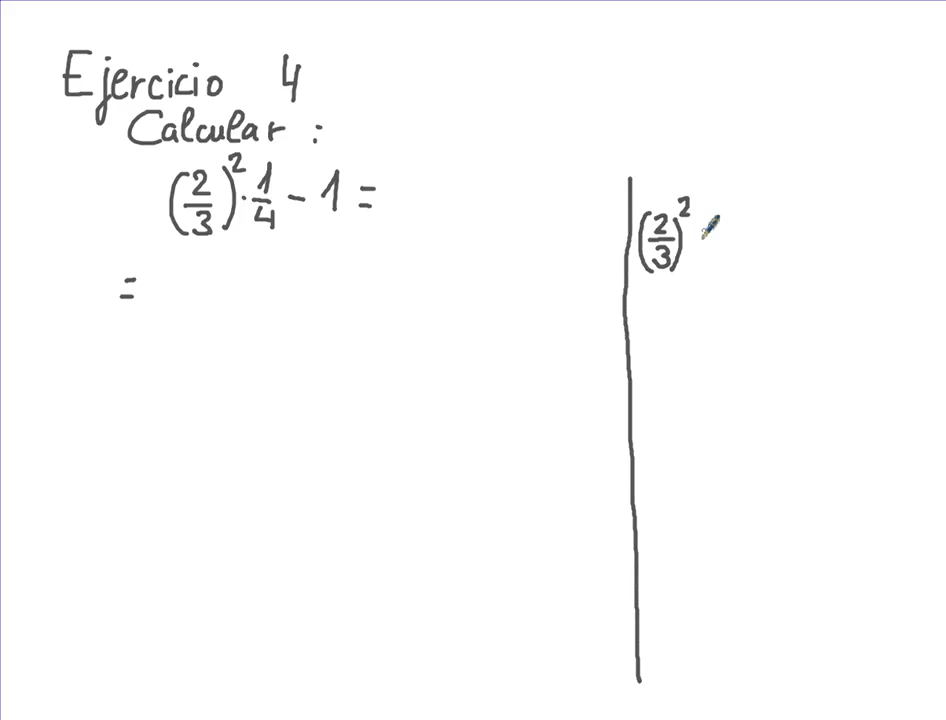 Ejercicio 4
Calcular :
(2/3)² · 1/4 - 1 =
=
(2/3)²